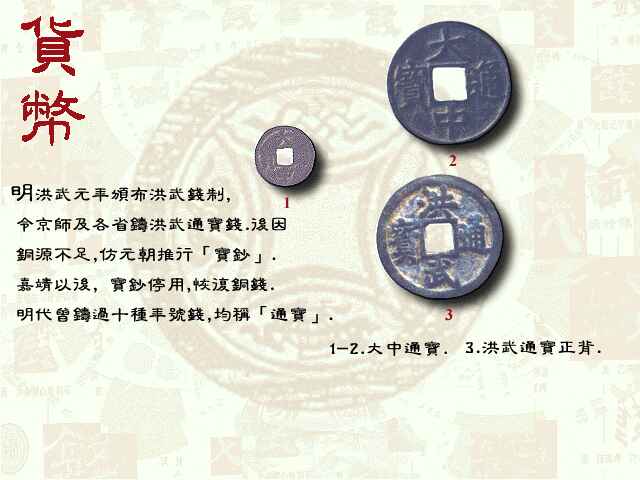 貨幣
明洪武元年頒布洪武錢制,
令京師及各省鑄洪武通寶錢.後因
銅源不足,仿元朝推行「寶鈔」.
嘉靖以後, 寶鈔停用,恢復銅錢.
明代曾鑄過十種年號錢,均稱「通寶」.
大中通寶
洪武通寶
1
2
3
1-2.大中通寶. 3.洪武通寶正背.